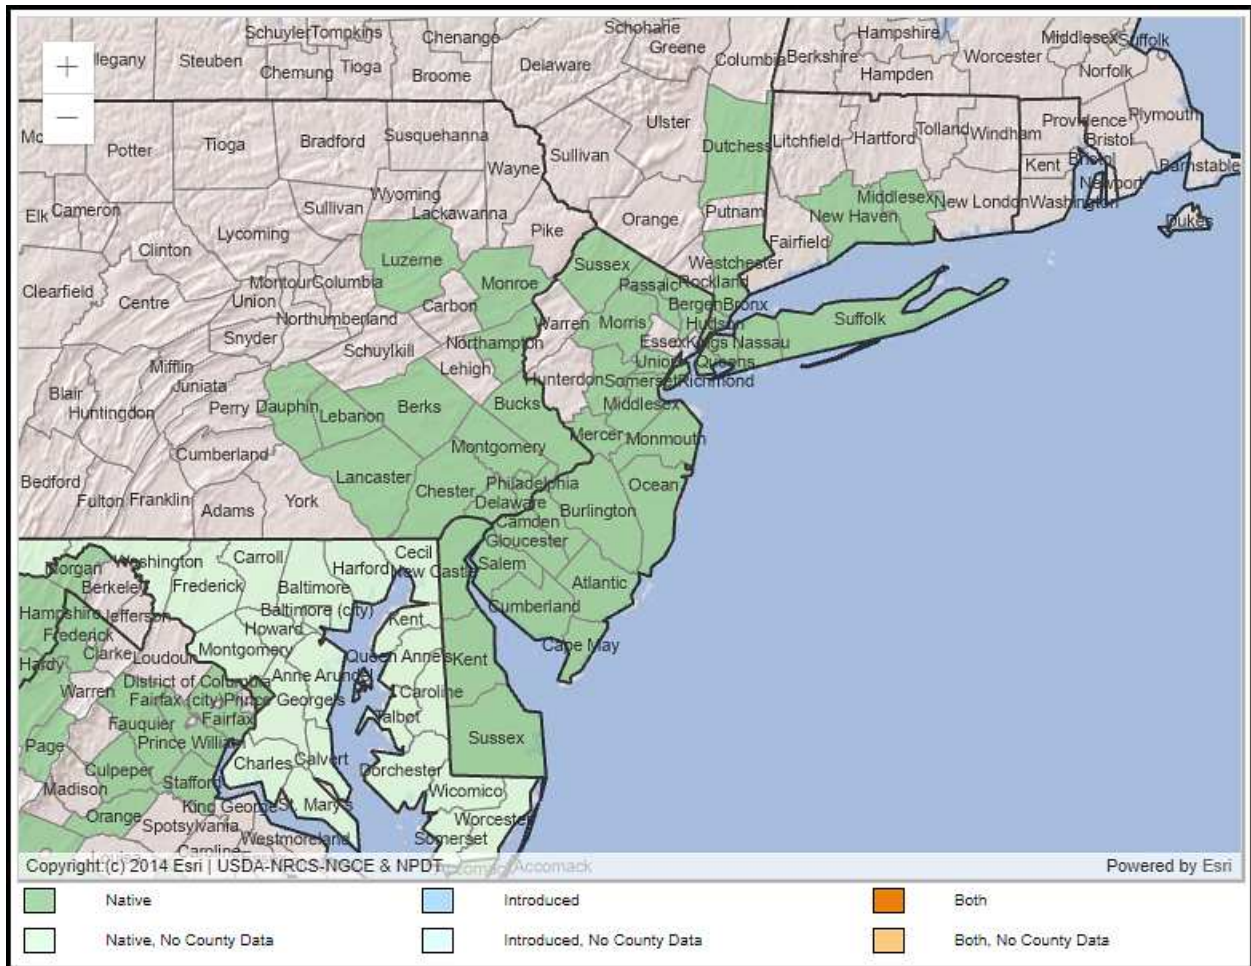 Schuyler Tompkins Chenango Schoharie Hampshire Middlesex Suffolk
+
legany Steuben Chemung Tioga Broome Delaware Greene Columbia Berkshire Hampden Worcester Norfolk
−
Potter Tioga Bradford Susquehanna Wayne Sullivan Ulster Dutchess Litchfield Hartford Tolland Windham Providence Plymouth
Bristol
Kent Bristol Barnstable
Elk Cameron Sullivan Wyoming Lackawanna Pike Orange Putnam New Haven Middlesex New London Washington Newport
Dukes
Clinton Lycoming Fairfield
Clearfield Centre Montour Columbia Luzerne Monroe Sussex Passaic Westchester Rockland
Union Northumberland Carbon Warren Morris Bergen Bronx
Hudson Suffolk
Snyder Schuylkill Northampton Essex Kings Nassau
Mifflin Lehigh Union Queens
Blair Juniata Hunterdon Somerset Richmond
Huntingdon Perry Dauphin Lebanon Berks Bucks Middlesex
Cumberland Montgomery Mercer Monmouth
Bedford Fulton Franklin Adams York Lancaster Chester Philadelphia Ocean
Delaware Burlington
Camden
Gloucester
Morgan Washington Carroll Harford Cecil New Castle Salem
Berkeley Frederick Baltimore Atlantic
Hampshire Jefferson Baltimore (city) Kent Cumberland
Frederick Howard
Hardy Clarke Loudoun Montgomery Queen Anne's Kent Cape May
Warren District of Columbia Anne Arundel Caroline
Fairfax (city) Prince George's
Fauquier Fairfax Talbot
Page Prince William Sussex
Culpeper Charles Calvert Dorchester
Madison Stafford Wicomico
Orange King George St. Mary's
Spotsylvania Worcester
Caroline Westmoreland Somerset
Copyright:(c) 2014 Esri | USDA-NRCS-NGCE & NPDT Accomack Powered by Esri
Native Introduced Both
Native, No County Data Introduced, No County Data Both, No County Data